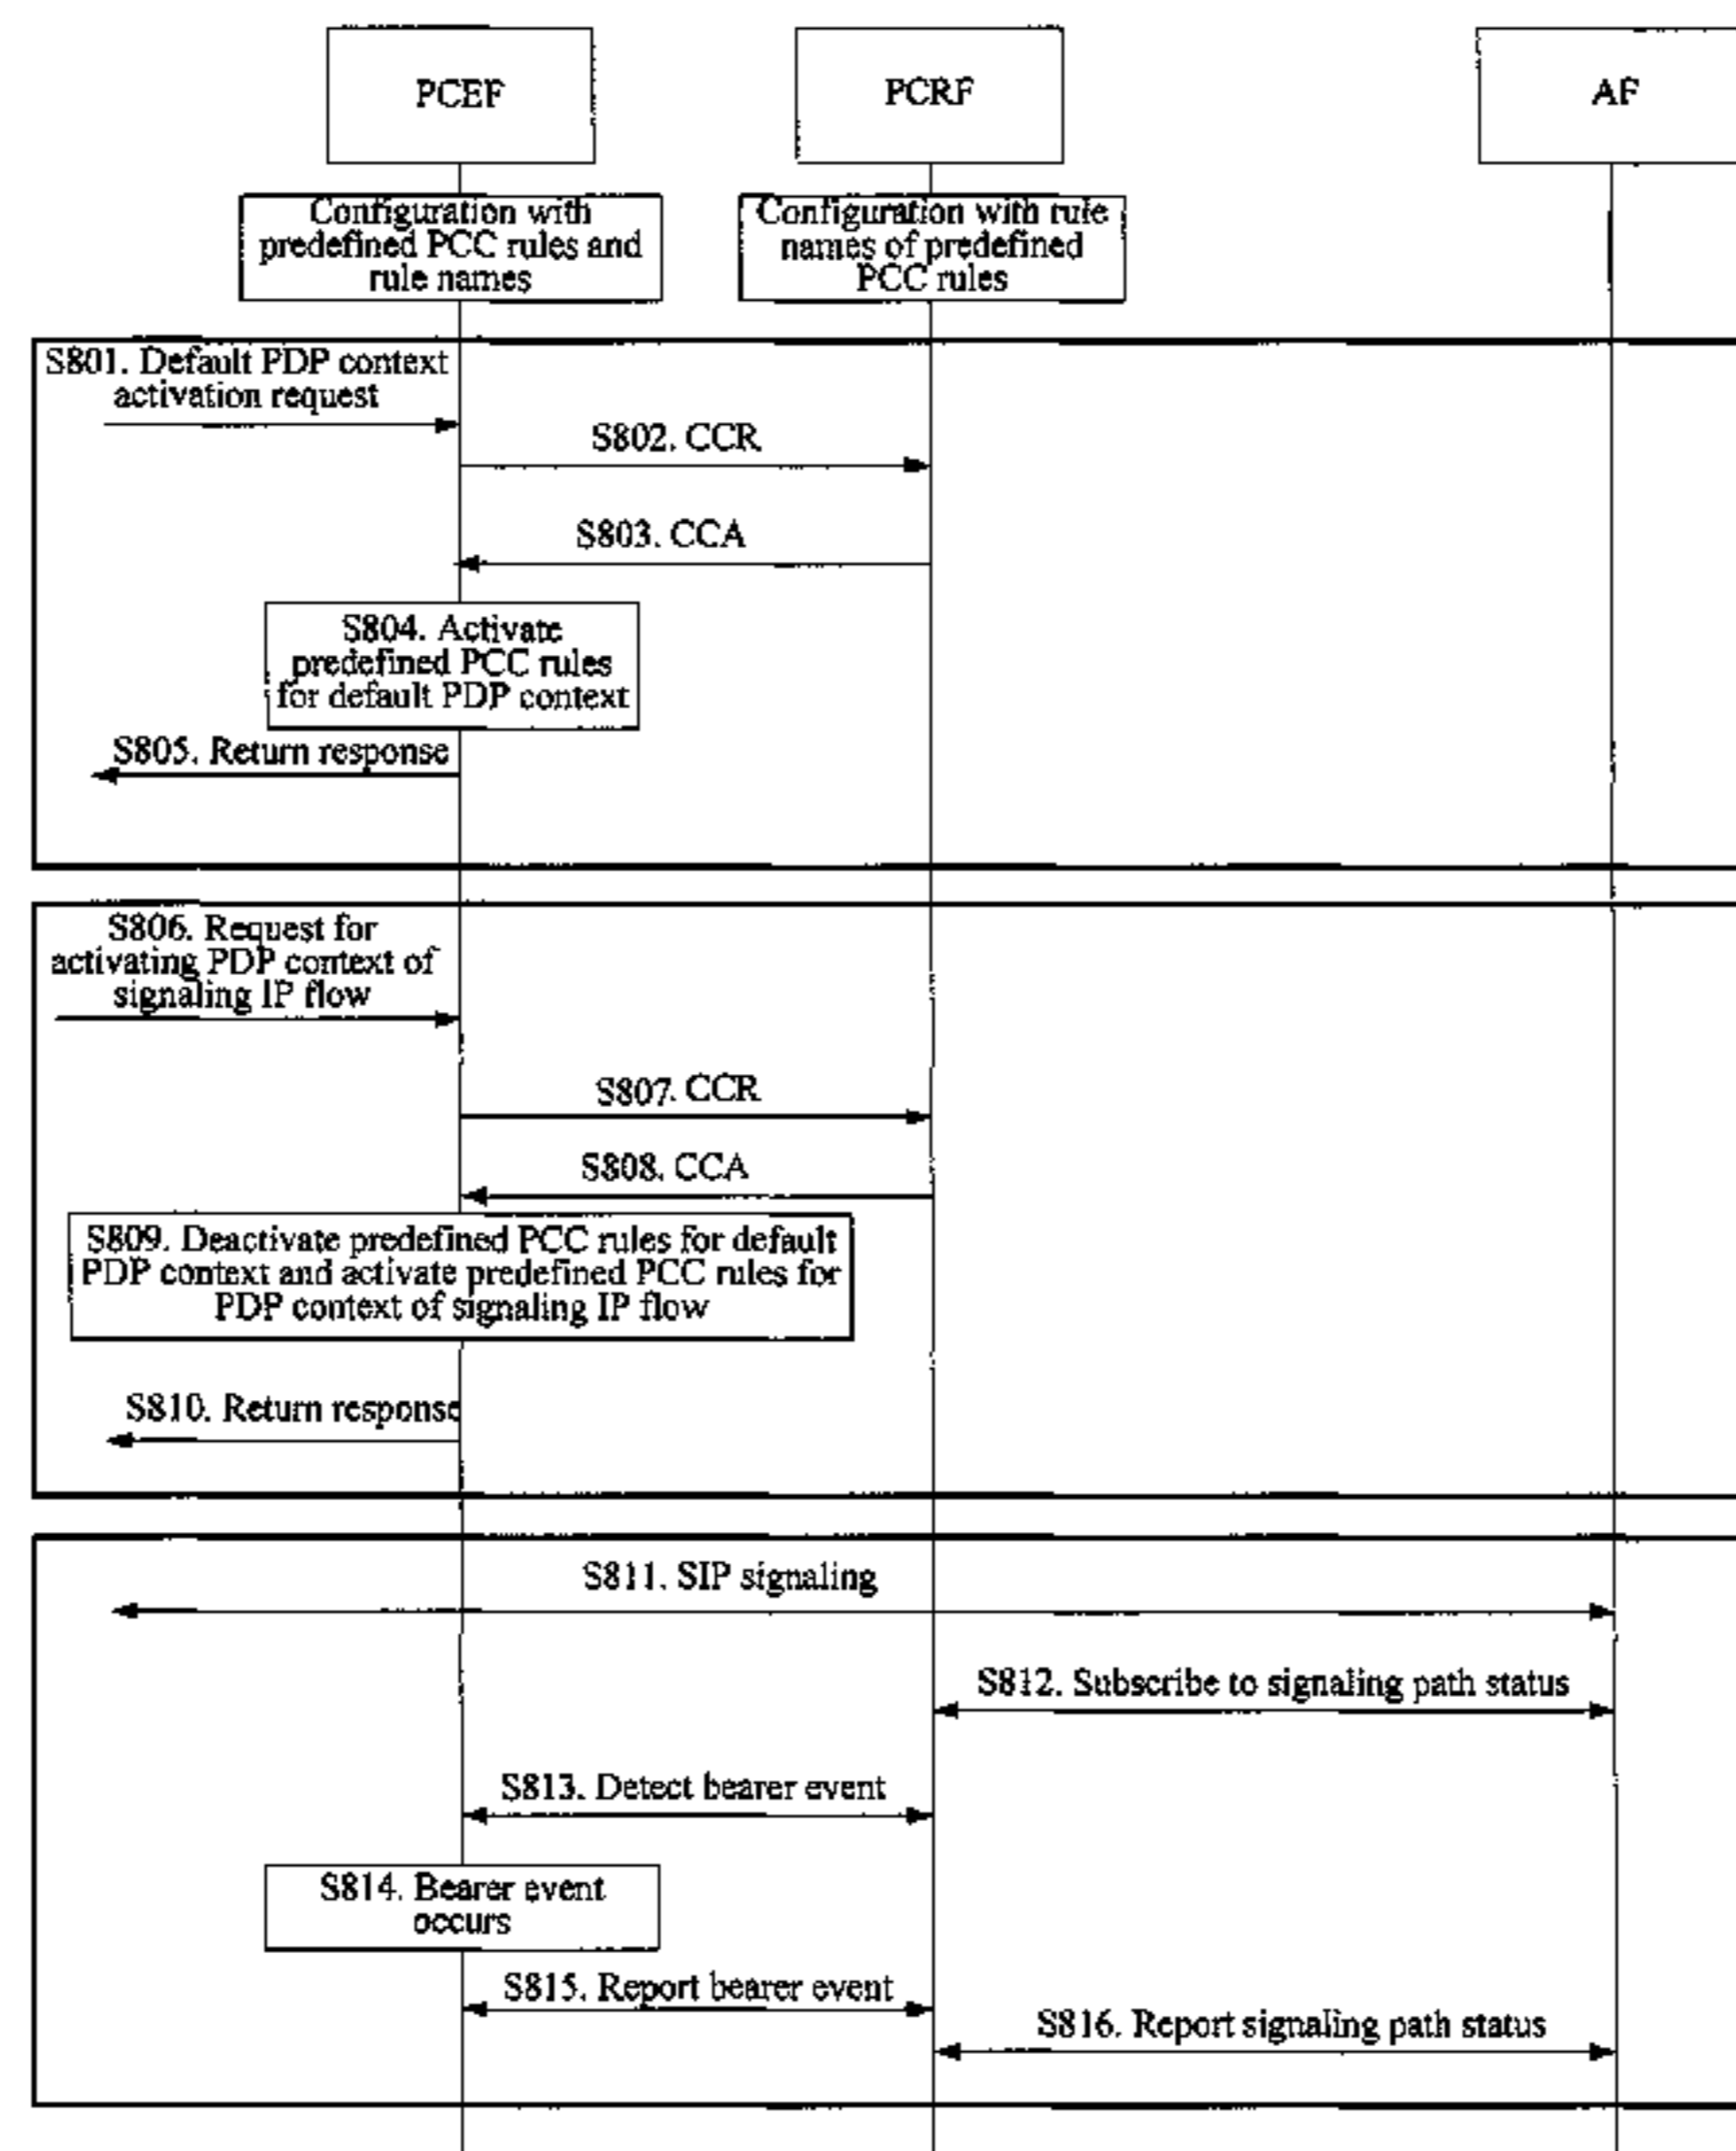 PCEF
PCRF
AF
Configuration with
predefined PCC rules and
rule names
Configuration with rule
names of predefined
PCC rules
S801. Default PDP context
activation request
S802. CCR
S803. CCA
S804. Activate
predefined PCC rules
for default PDP context
S805. Return response
S806. Request for
activating PDP context of
signaling IP flow
S807. CCR
S808. CCA
S809. Deactivate predefined PCC rules for default
PDP context and activate predefined PCC rules for
PDP context of signaling IP flow
S810. Return response
S811. SIP signaling
S812. Subscribe to signaling path status
S813. Detect bearer event
S814. Bearer event
occurs
S815. Report bearer event
S816. Report signaling path status